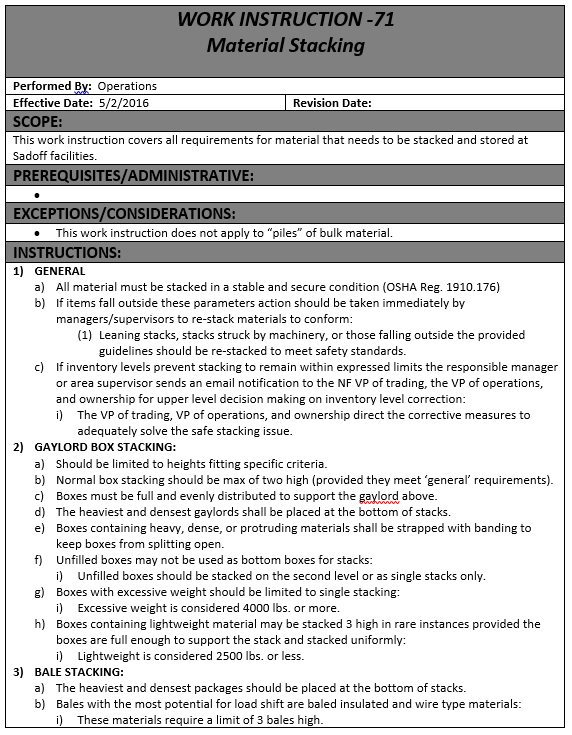 WORK INSTRUCTION -71
Material Stacking
Performed By: Operations
Effective Date: 5/2/2016 Revision Date:
SCOPE:
This work instruction covers all requirements for material that needs to be stacked and stored at
Sadoff facilities.
PREREQUISITES/ADMINISTRATIVE:
•
EXCEPTIONS/CONSIDERATIONS:
• This work instruction does not apply to “piles” of bulk material.
INSTRUCTIONS:
1) GENERAL
a) All material must be stacked in a stable and secure condition (OSHA Reg. 1910.176)
b) If items fall outside these parameters action should be taken immediately by
managers/supervisors to re-stack materials to conform:
(1) Leaning stacks, stacks struck by machinery, or those falling outside the provided
guidelines should be re-stacked to meet safety standards.
c) If inventory levels prevent stacking to remain within expressed limits the responsible manager
or area supervisor sends an email notification to the NF VP of trading, the VP of operations,
and ownership for upper level decision making on inventory level correction:
i) The VP of trading, VP of operations, and ownership direct the corrective measures to
adequately solve the safe stacking issue.
2) GAYLORD BOX STACKING:
a) Should be limited to heights fitting specific criteria.
b) Normal box stacking should be max of two high (provided they meet ‘general’ requirements).
c) Boxes must be full and evenly distributed to support the gaylord above.
d) The heaviest and densest gaylords shall be placed at the bottom of stacks.
e) Boxes containing heavy, dense, or protruding materials shall be strapped with banding to
keep boxes from splitting open.
f) Unfilled boxes may not be used as bottom boxes for stacks:
i) Unfilled boxes should be stacked on the second level or as single stacks only.
g) Boxes with excessive weight should be limited to single stacking:
i) Excessive weight is considered 4000 lbs. or more.
h) Boxes containing lightweight material may be stacked 3 high in rare instances provided the
boxes are full enough to support the stack and stacked uniformly:
i) Lightweight is considered 2500 lbs. or less.
3) BALE STACKING:
a) The heaviest and densest packages should be placed at the bottom of stacks.
b) Bales with the most potential for load shift are baled insulated and wire type materials:
i) These materials require a limit of 3 bales high.